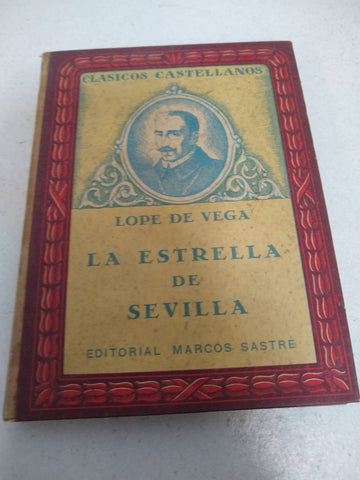 CLASICOS CASTELLANOS
LOPE DE VEGA
LA ESTRELLA
DE
SEVILLA
EDITORIAL MARCOS SASTRE